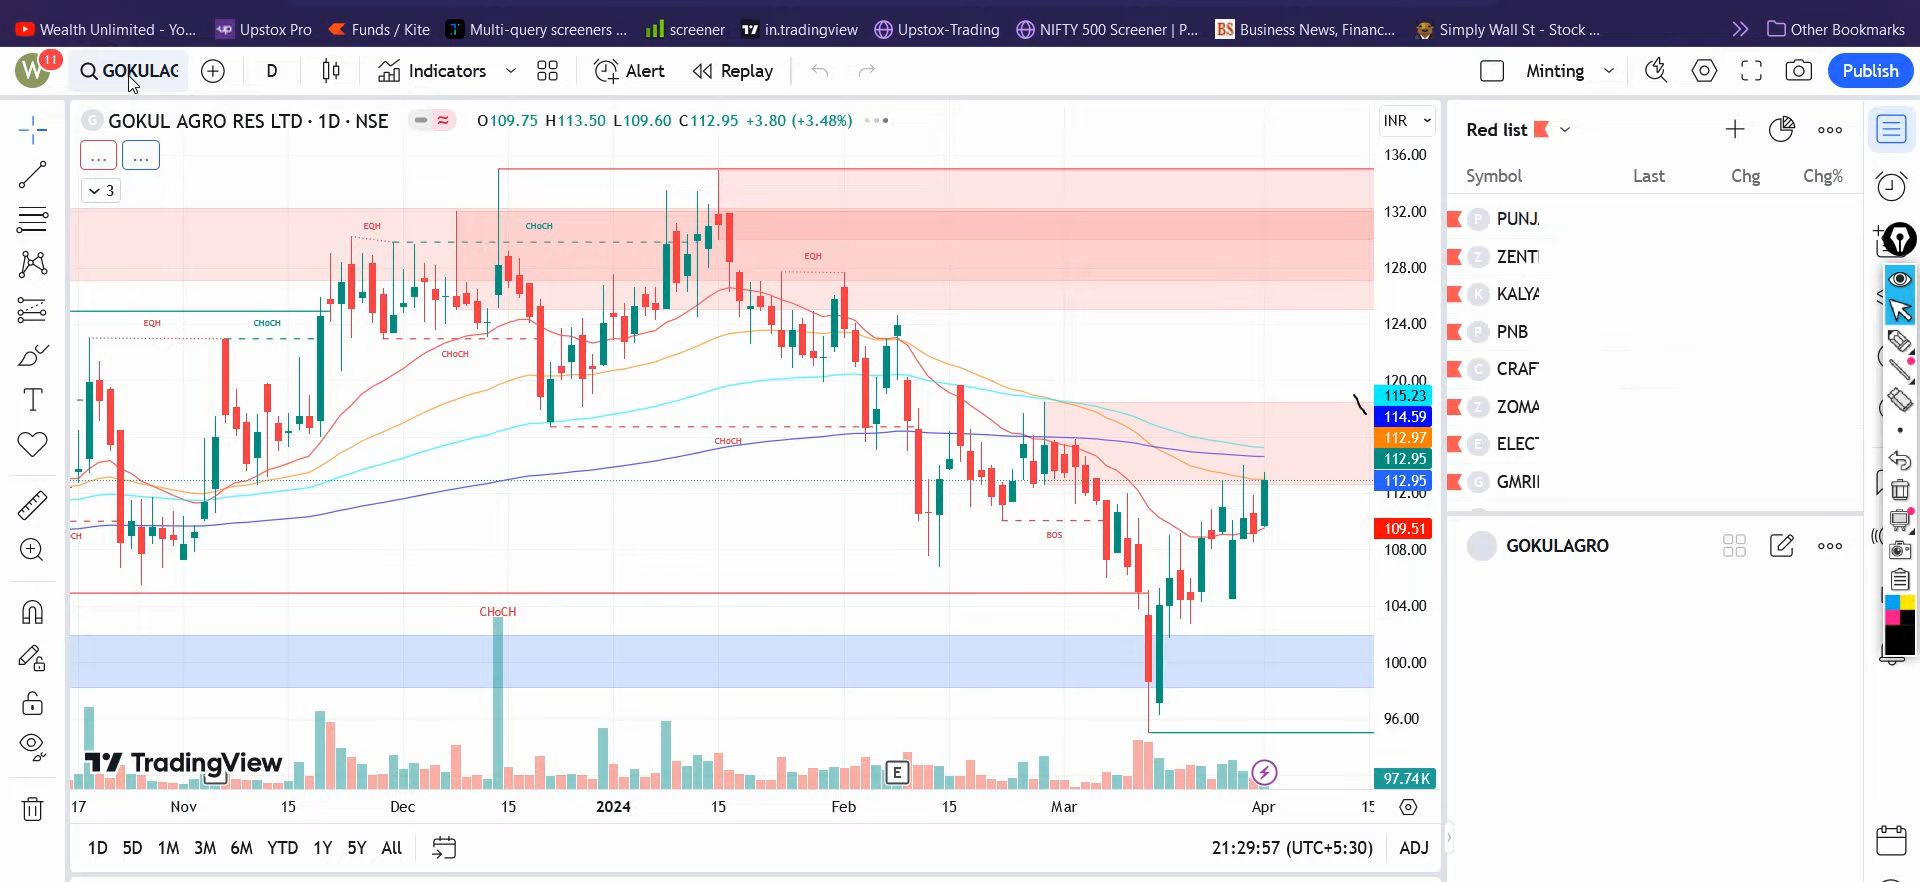 Wealth Unlimited - Yo... Upstox Pro Funds / Kite Multi-query screeners ... screener in.tradingview Upstox-Trading NIFTY 500 Screener | P... Business News, Financ... Simply Wall St - Stock ... Other Bookmarks
W 11 GOKULAG D Indicators Alert Replay Minting Publish
GOKUL AGRO RES LTD · 1D · NSE O109.75 H113.50 L109.60 C112.95 +3.80 (+3.48%) INR
... ...
3
136.00
132.00
128.00
124.00
120.00
115.23
114.59
112.97
112.95
112.95
112.00
109.51
108.00
104.00
100.00
96.00
97.74K
EQH CHoCH
EQH
EQH CHoCH
CHoCH
CHoCH
CH BOS
CHoCH
TradingView
E
17 Nov 15 Dec 15 2024 15 Feb 15 Mar Apr 15
1D 5D 1M 3M 6M YTD 1Y 5Y All 21:29:57 (UTC+5:30) ADJ
Red list
Symbol Last Chg Chg%
P PUNJ
Z ZENT
K KALYA
P PNB
C CRAF
Z ZOMA
E ELECT
G GMRII
GOKULAGRO